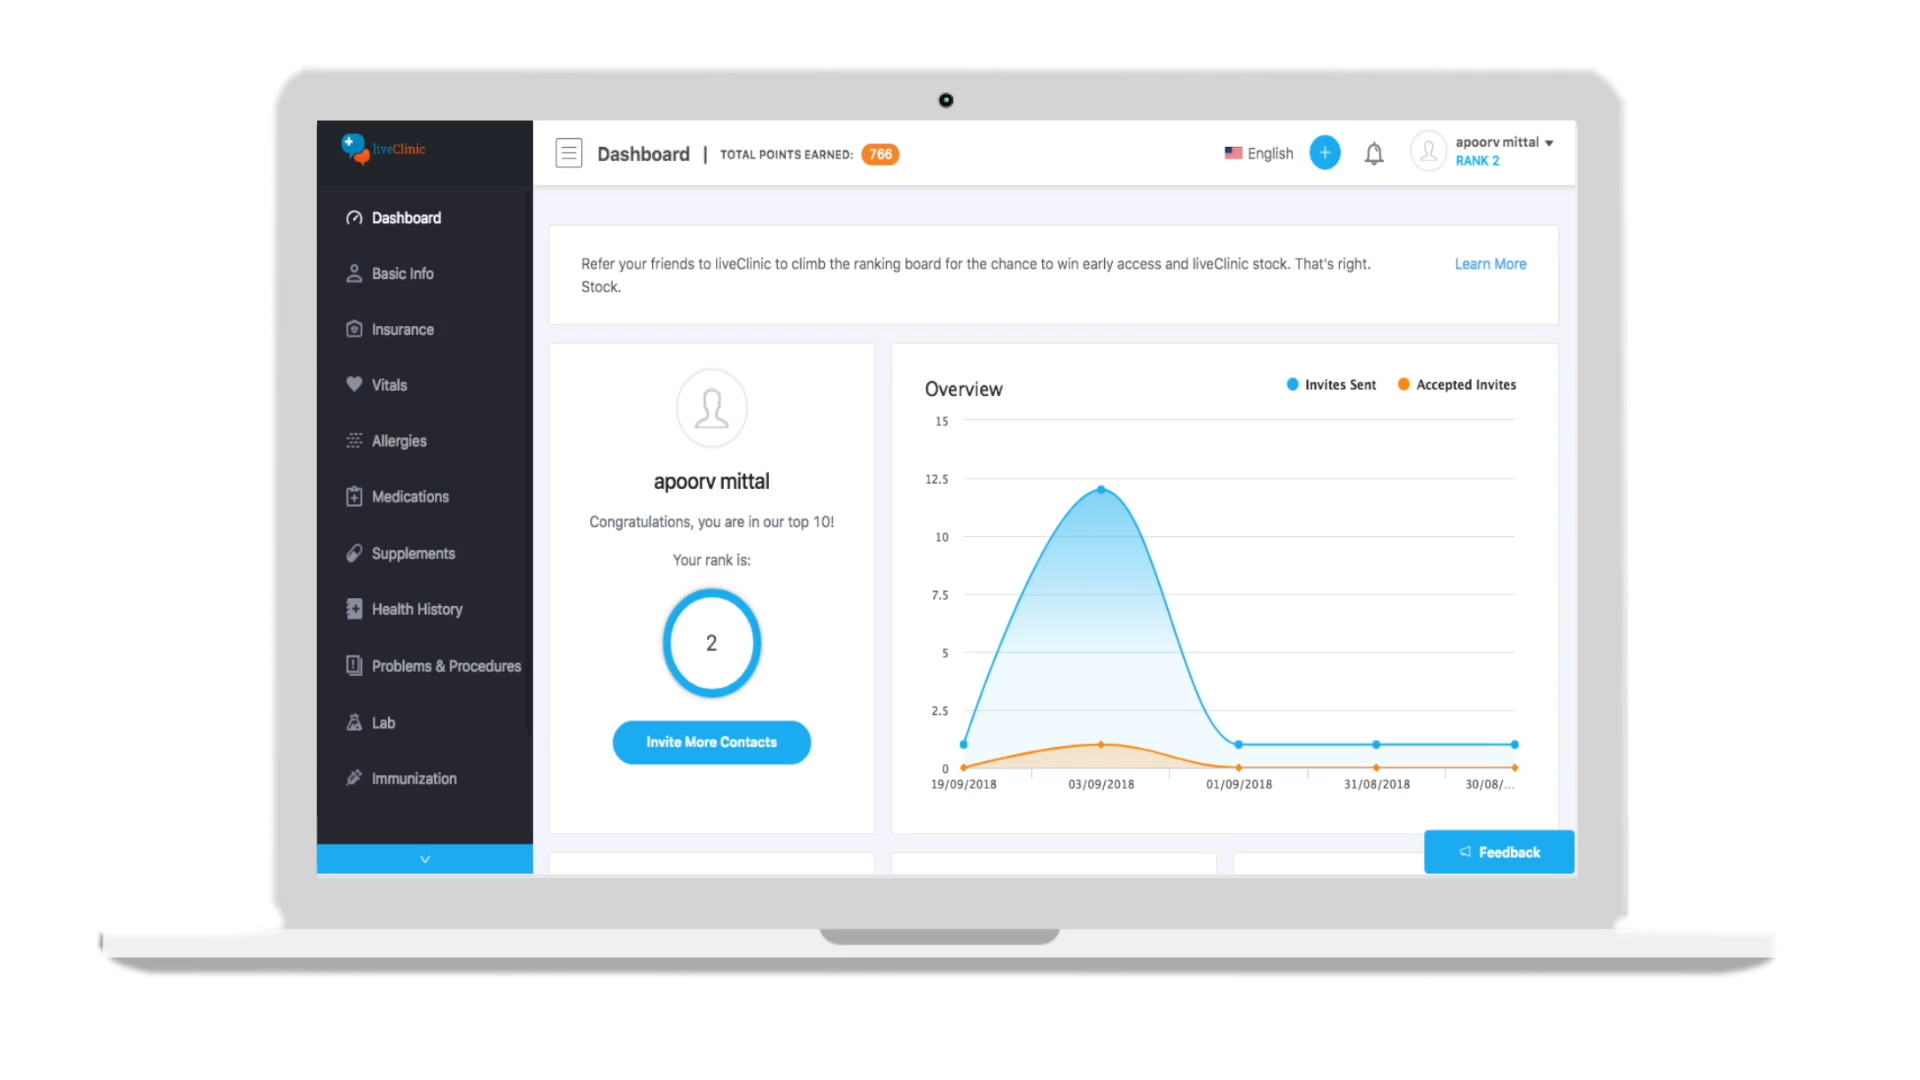 liveClinic
Dashboard | TOTAL POINTS EARNED: 766
English
apoorv mittal
RANK 2
Dashboard
Basic Info
Insurance
Vitals
Allergies
Medications
Supplements
Health History
Problems & Procedures
Lab
Immunization
Refer your friends to liveClinic to climb the ranking board for the chance to win early access and liveClinic stock. That's right.
Stock.
Learn More
apoorv mittal
Congratulations, you are in our top 10!
Your rank is:
2
Invite More Contacts
Overview
Invites Sent
Accepted Invites
15
12.5
10
7.5
5
2.5
0
19/09/2018
03/09/2018
01/09/2018
31/08/2018
30/08/...
Feedback